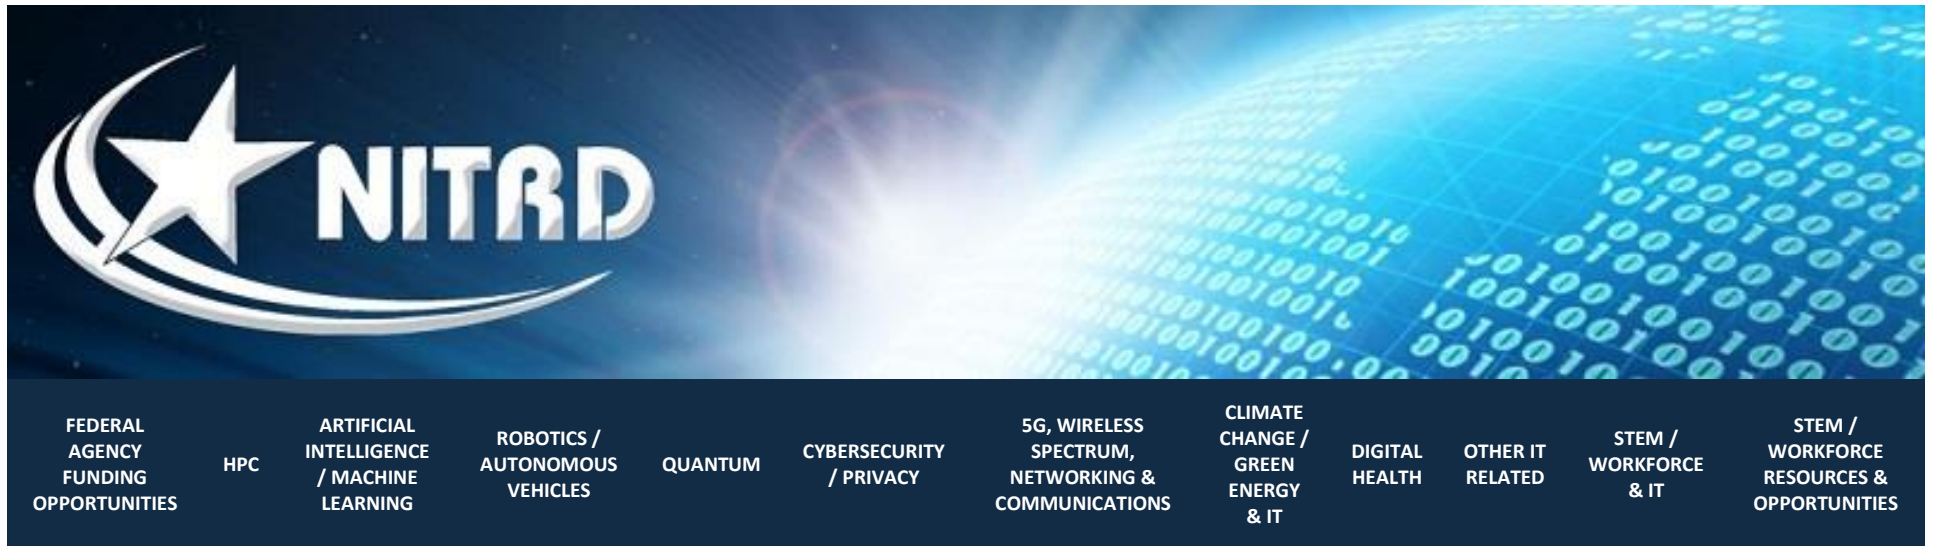 NITRD
FEDERAL
AGENCY
FUNDING
OPPORTUNITIES
HPC
ARTIFICIAL
INTELLIGENCE
/ MACHINE
LEARNING
ROBOTICS /
AUTONOMOUS
VEHICLES
QUANTUM
CYBERSECURITY
/ PRIVACY
5G, WIRELESS
SPECTRUM,
NETWORKING &
COMMUNICATIONS
CLIMATE
CHANGE /
GREEN
ENERGY
& IT
DIGITAL
HEALTH
OTHER IT
RELATED
STEM /
WORKFORCE
& IT
STEM /
WORKFORCE
RESOURCES &
OPPORTUNITIES